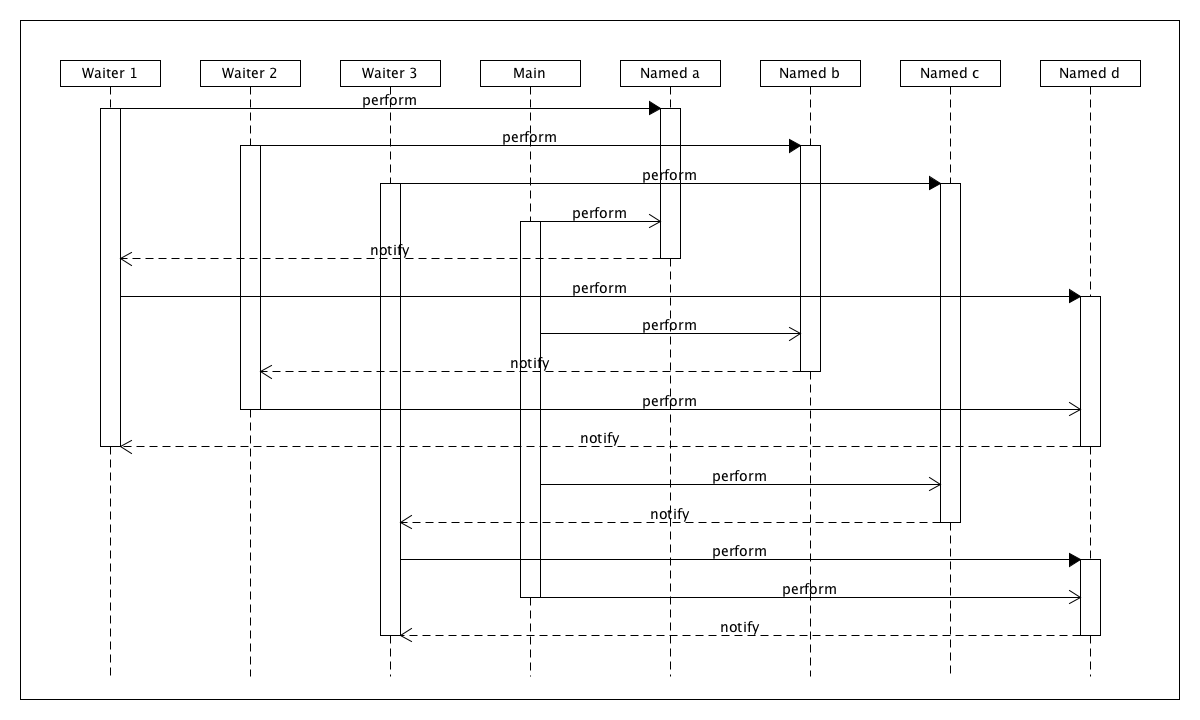 Waiter 1
Waiter 2
Waiter 3
Main
Named a
Named b
Named c
Named d
perform
perform
perform
perform
notify
perform
perform
notify
perform
notify
perform
notify
perform
perform
notify